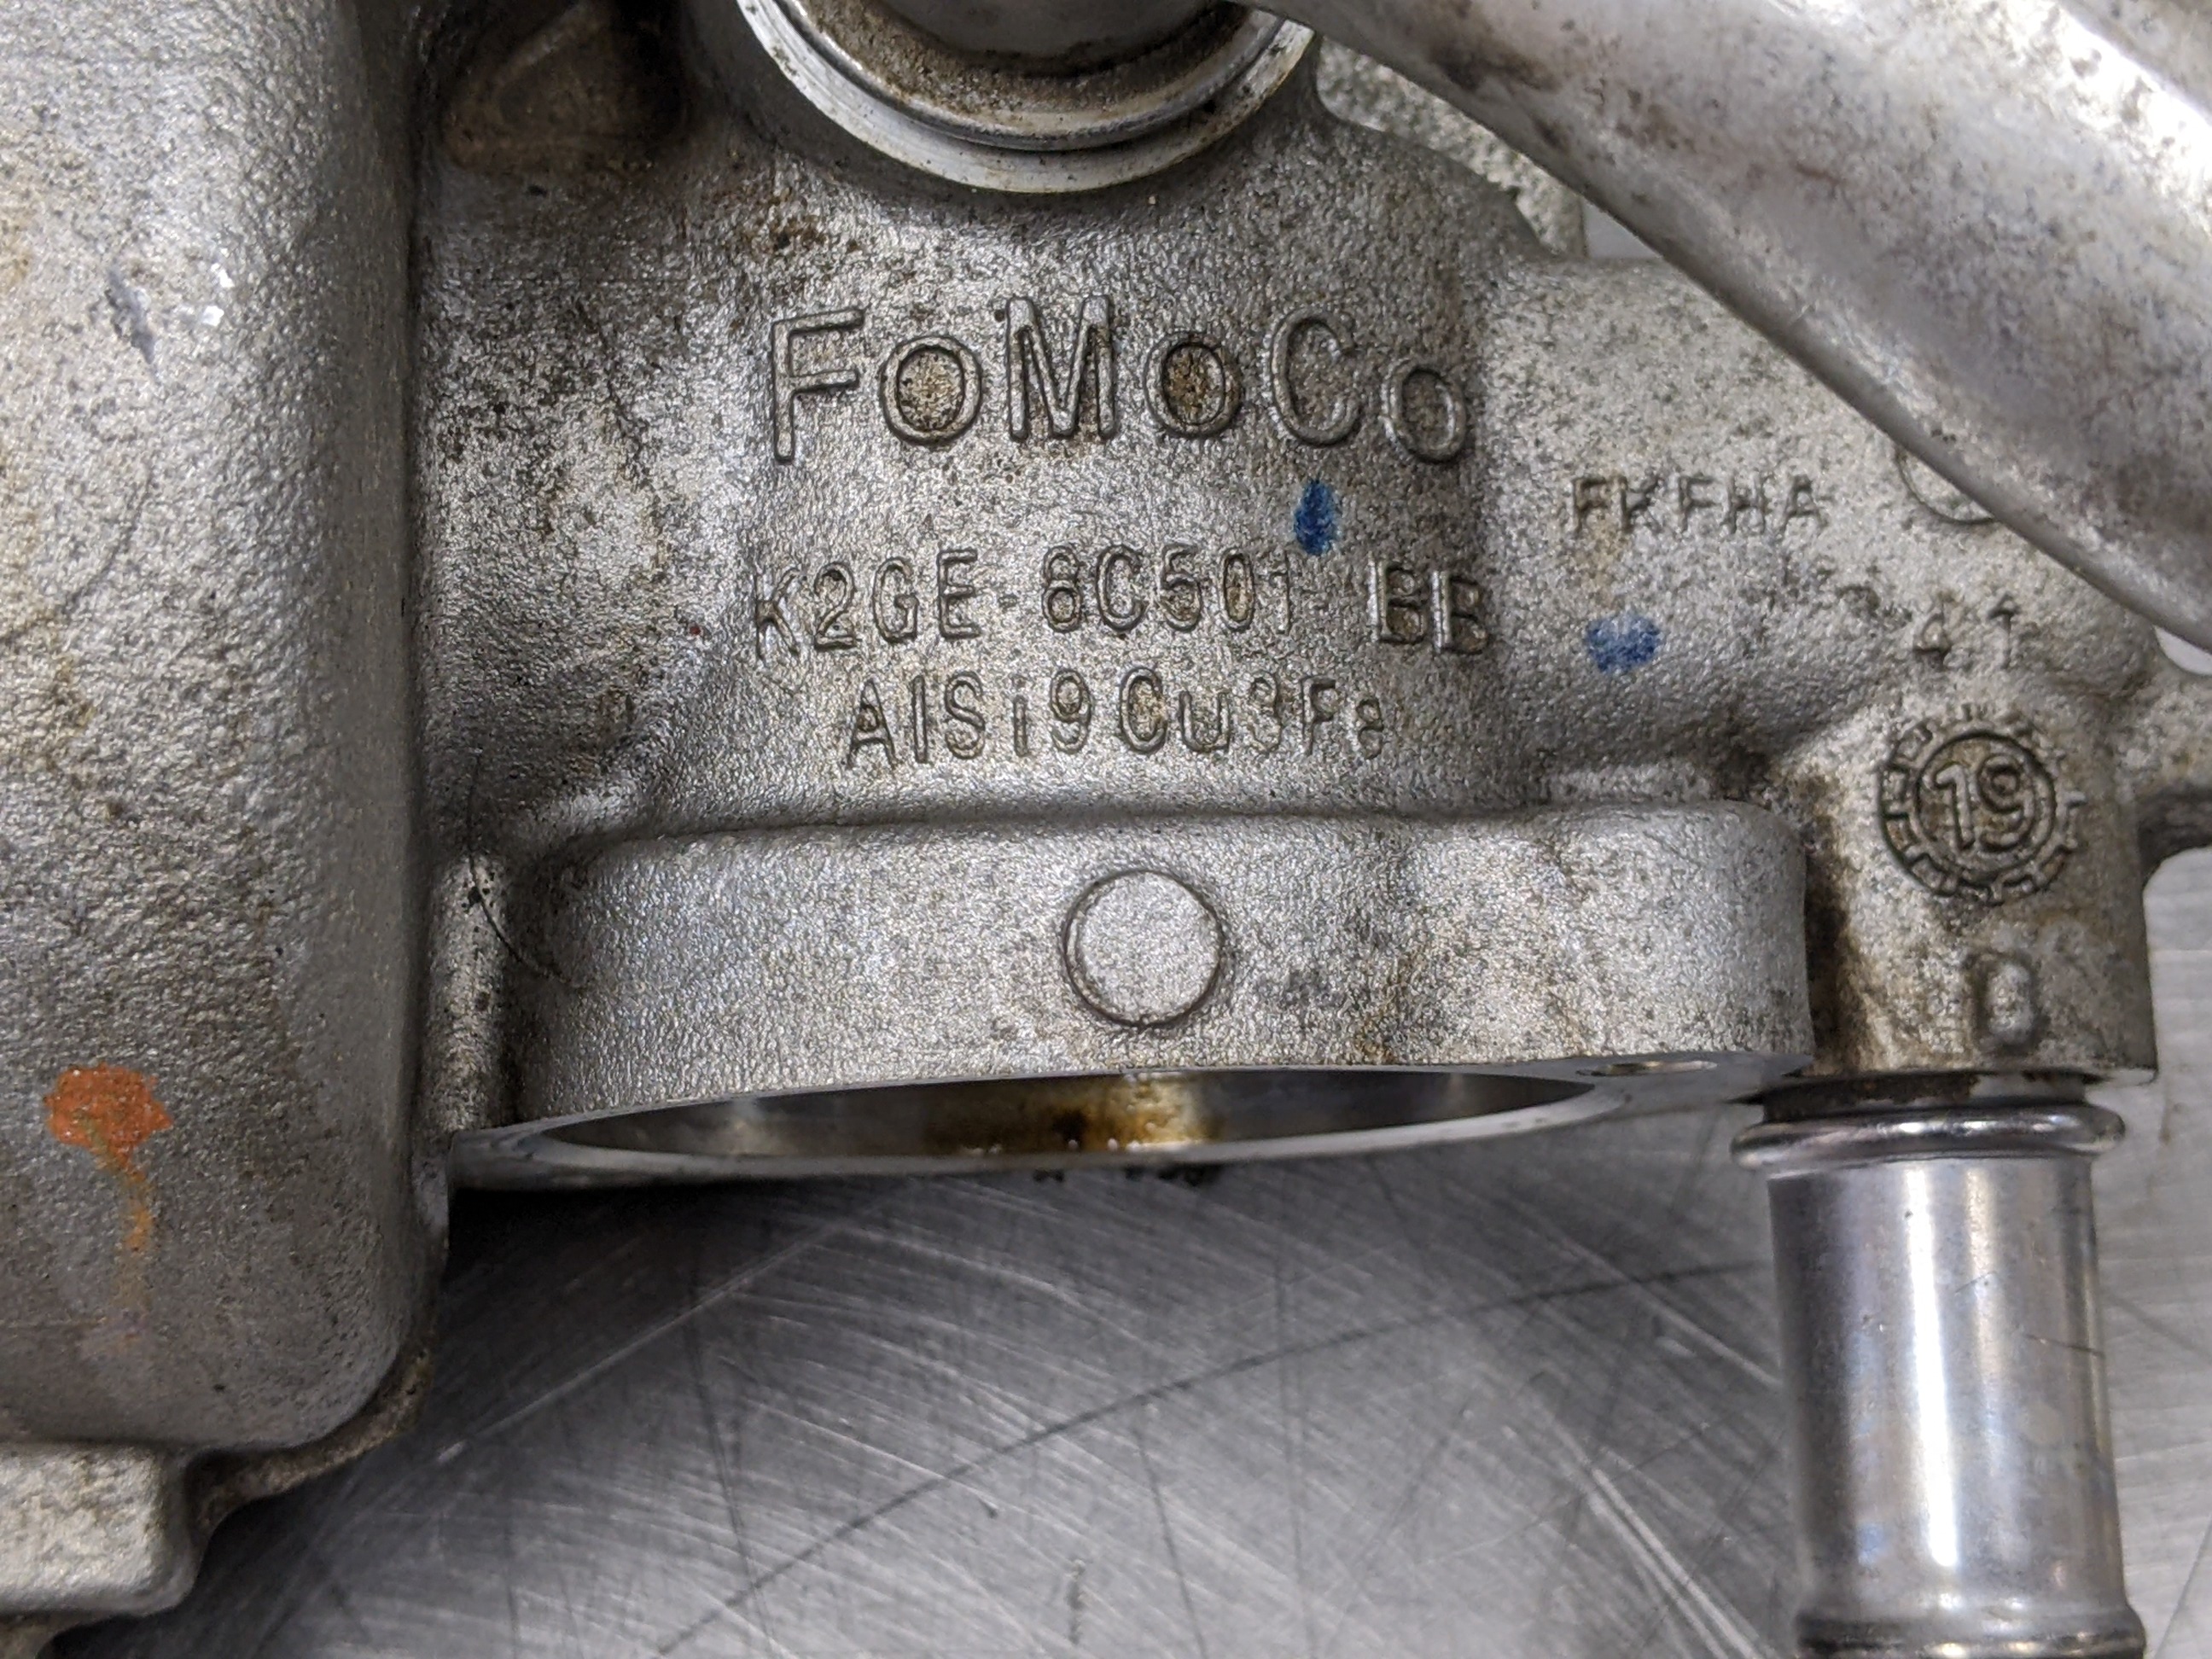 FoMoCo
FKFHA
K2GE 8C501 BB
41
AlSi9Cu3Fe
19